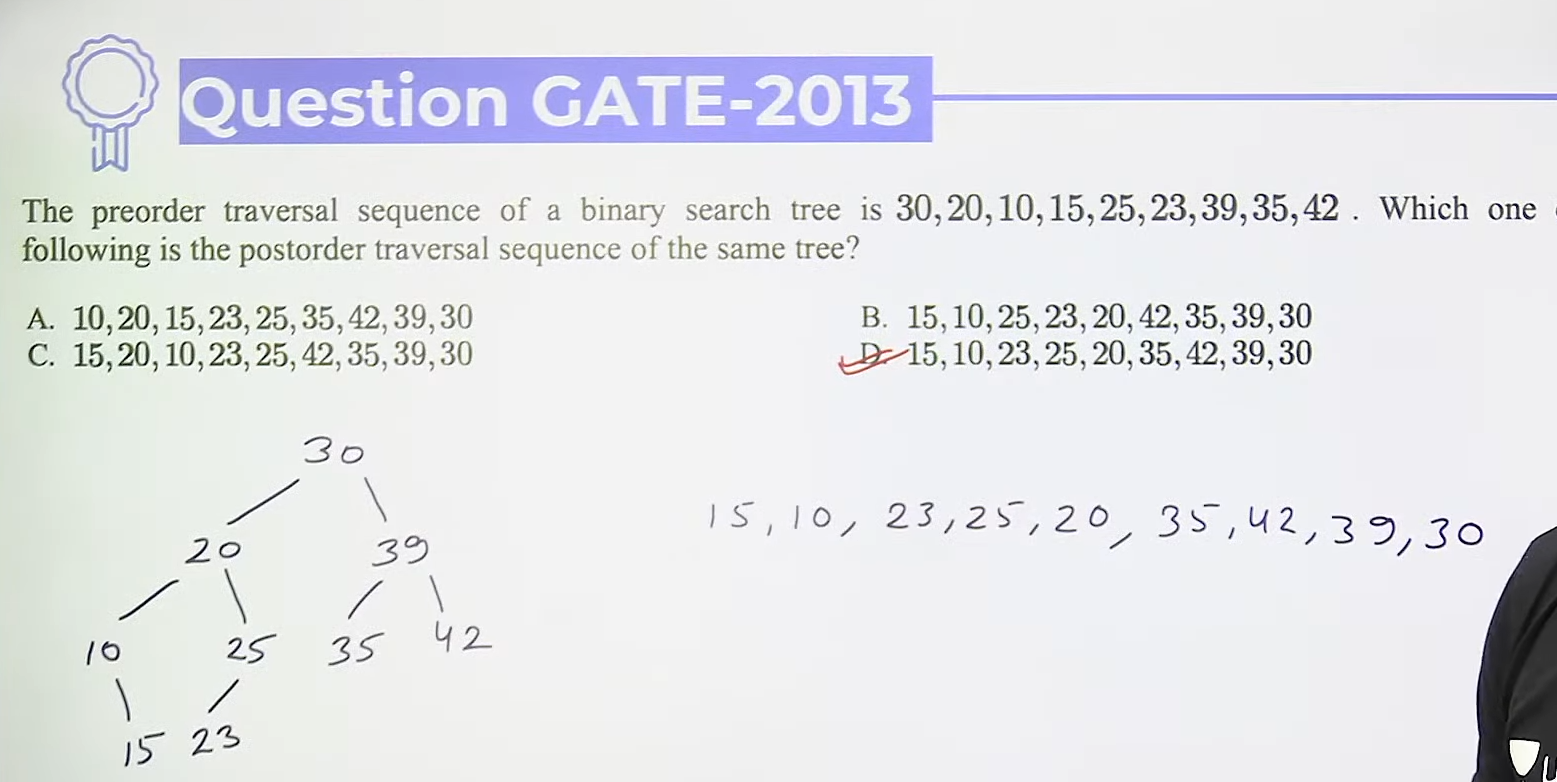 Question GATE-2013
The preorder traversal sequence of a binary search tree is 30, 20, 10, 15, 25, 23, 39, 35, 42 . Which one
following is the postorder traversal sequence of the same tree?
A. 10, 20, 15, 23, 25, 35, 42, 39, 30
B. 15, 10, 25, 23, 20, 42, 35, 39, 30
C. 15, 20, 10, 23, 25, 42, 35, 39, 30
D. 15, 10, 23, 25, 20, 35, 42, 39, 30
30
20 39
10 25 35 42
15 23
15, 10, 23, 25, 20, 35, 42, 39, 30